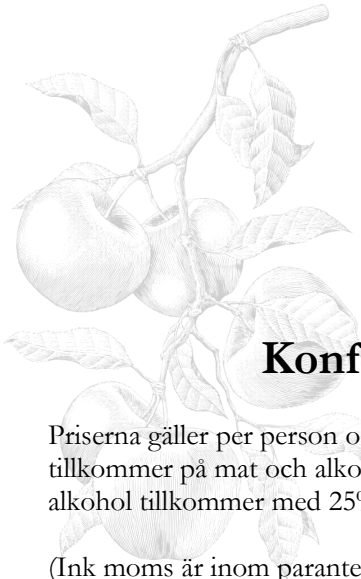 Konf
Priserna gäller per person o
tillkommer på mat och alko
alkohol tillkommer med 25
(Ink moms är inom parante